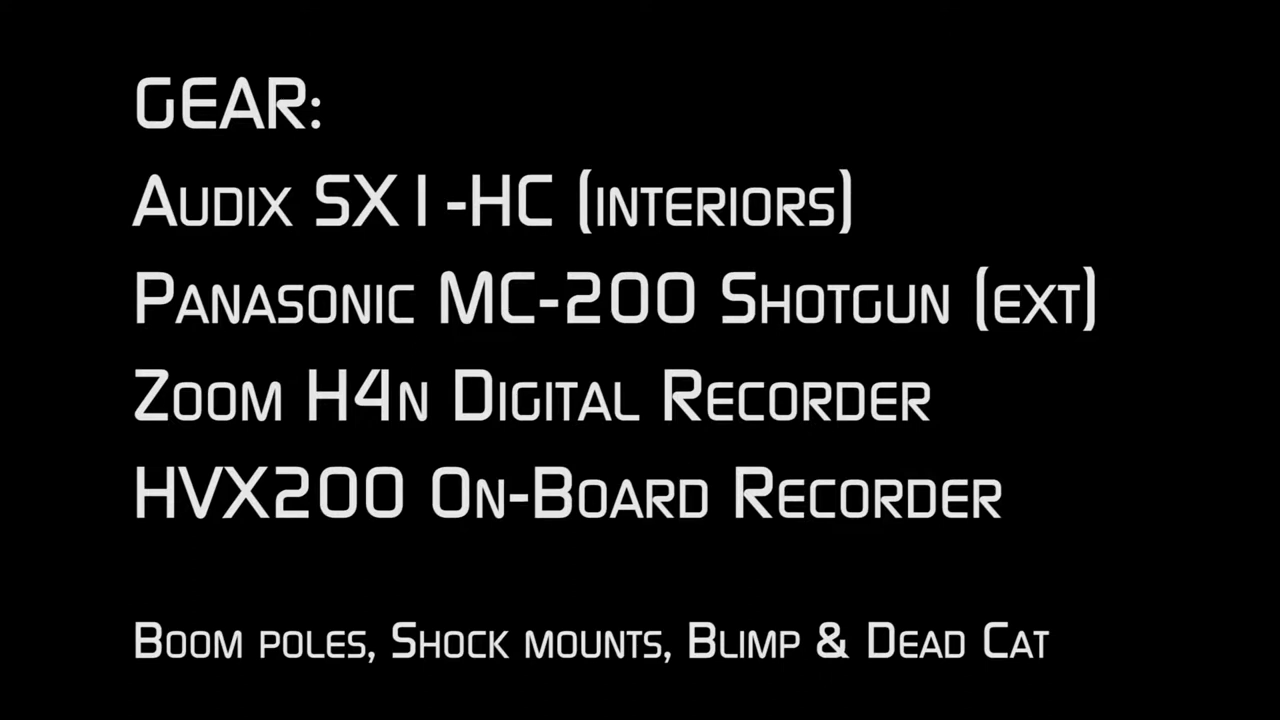 GEAR:
Audix SX1-HC (interiors)
Panasonic MC-200 Shotgun (ext)
Zoom H4n Digital Recorder
HVX200 On-Board Recorder
Boom poles, Shock mounts, Blimp & Dead Cat